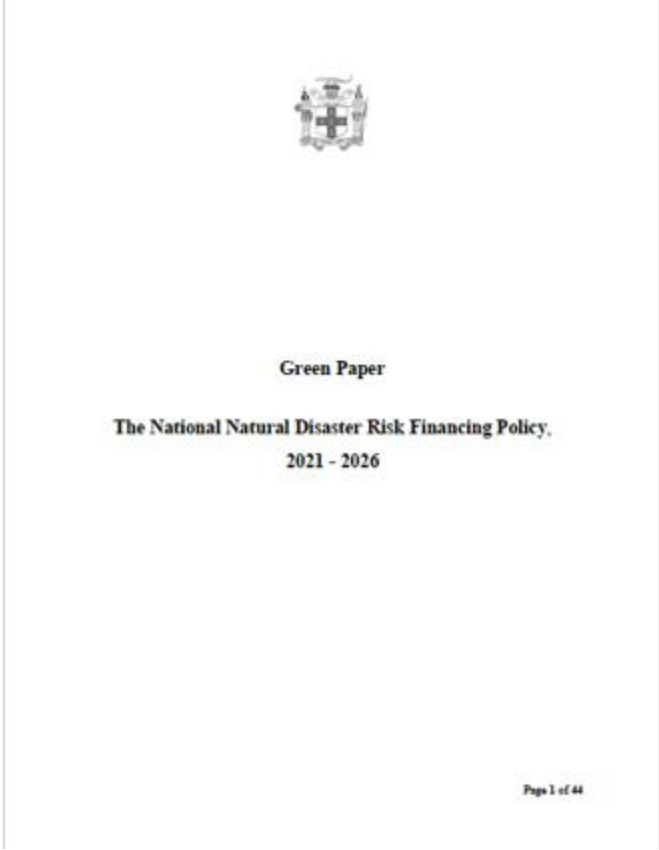 Green Paper
The National Natural Disaster Risk Financing Policy,
2021 - 2026
Page 1 of 44